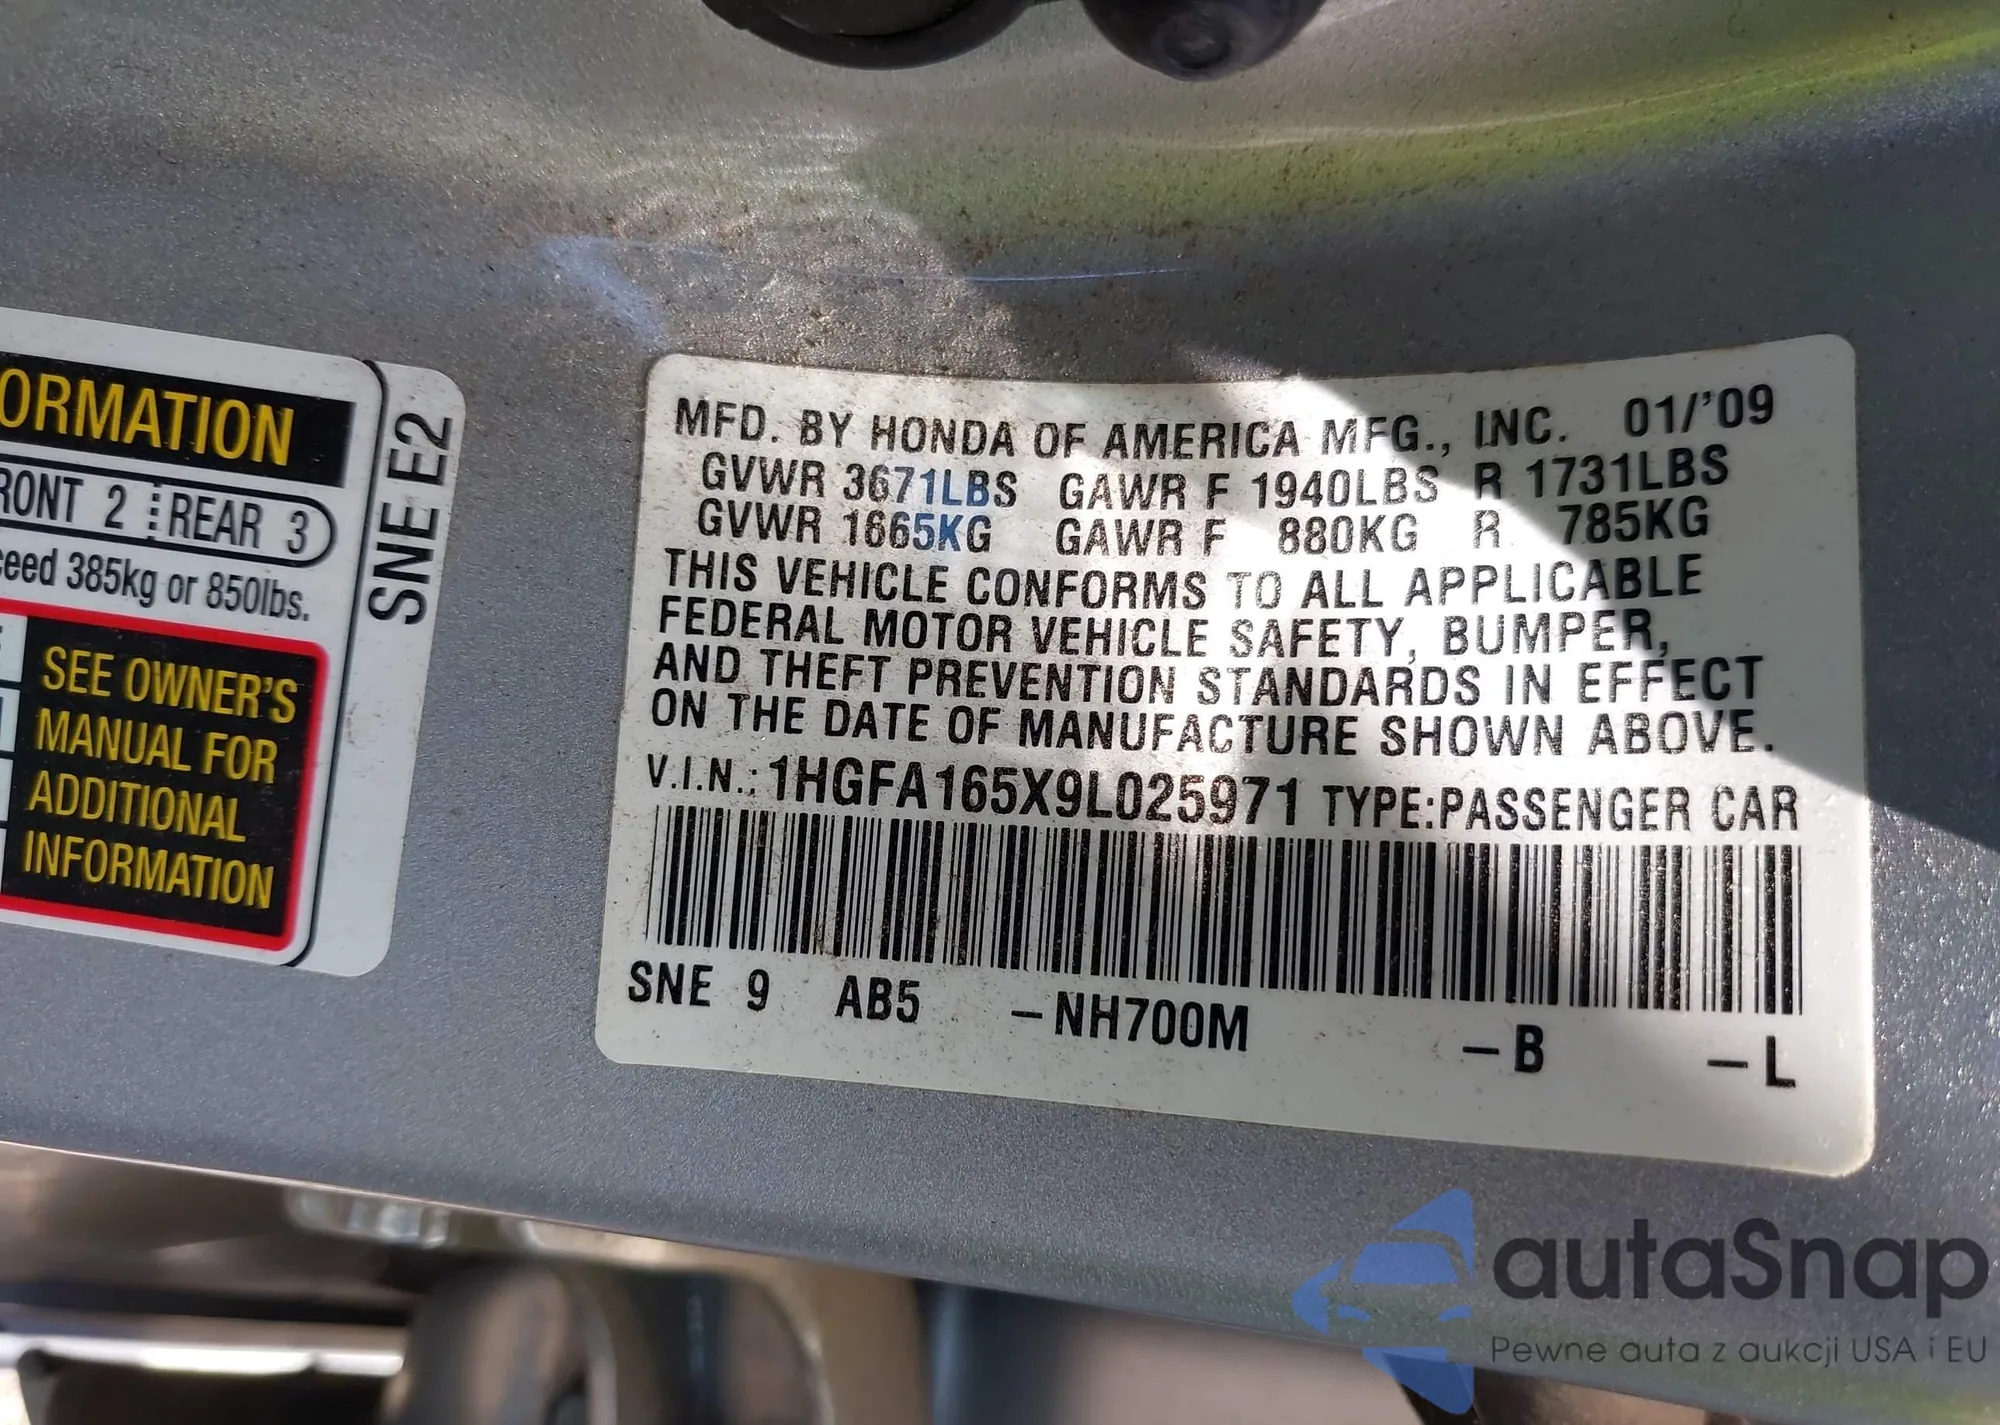 ORMATION
RONT 2 REAR 3
ceed 385kg or 850lbs.
SEE OWNER'S
MANUAL FOR
ADDITIONAL
INFORMATION
SNE E2
MFD. BY HONDA OF AMERICA MFG., INC. 01/'09
GVWR 3671LBS GAWR F 1940LBS R 1731LBS
GVWR 1665KG GAWR F 880KG R 785KG
THIS VEHICLE CONFORMS TO ALL APPLICABLE
FEDERAL MOTOR VEHICLE SAFETY, BUMPER,
AND THEFT PREVENTION STANDARDS IN EFFECT
ON THE DATE OF MANUFACTURE SHOWN ABOVE.
V.I.N.: 1HGFA165X9L025971 TYPE:PASSENGER CAR
SNE 9 AB5 -NH700M -B -L
autaSnap
Pewne auta z aukcji USA i EU